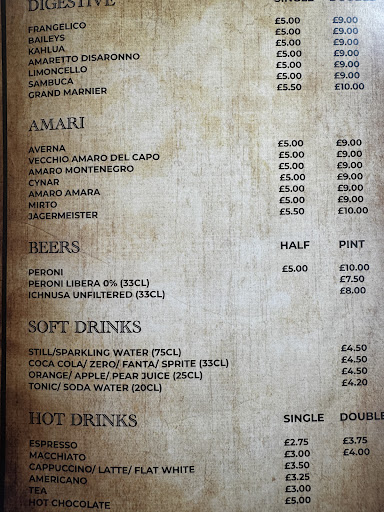 DIGESTIVE SINGLE DOUBLE
FRANGELICO £5.00 £9.00
BAILEYS £5.00 £9.00
KAHLUA £5.00 £9.00
AMARETTO DISARONNO £5.00 £9.00
LIMONCELLO £5.00 £9.00
SAMBUCA £5.00 £9.00
GRAND MARNIER £5.50 £10.00
AMARI
AVERNA £5.00 £9.00
VECCHIO AMARO DEL CAPO £5.00 £9.00
AMARO MONTENEGRO £5.00 £9.00
CYNAR £5.00 £9.00
AMARO AMARA £5.00 £9.00
MIRTO £5.00 £9.00
JAGERMEISTER £5.50 £10.00
BEERS HALF PINT
PERONI £5.00 £10.00
PERONI LIBERA 0% (33CL) £7.50
ICHNUSA UNFILTERED (33CL) £8.00
SOFT DRINKS
STILL/SPARKLING WATER (75CL) £4.50
COCA COLA/ ZERO/ FANTA/ SPRITE (33CL) £4.50
ORANGE/ APPLE/ PEAR JUICE (25CL) £4.50
TONIC/ SODA WATER (20CL) £4.20
HOT DRINKS SINGLE DOUBLE
ESPRESSO £2.75 £3.75
MACCHIATO £3.00 £4.00
CAPPUCCINO/ LATTE/ FLAT WHITE £3.50
AMERICANO £3.25
TEA £3.00
HOT CHOCOLATE £5.00